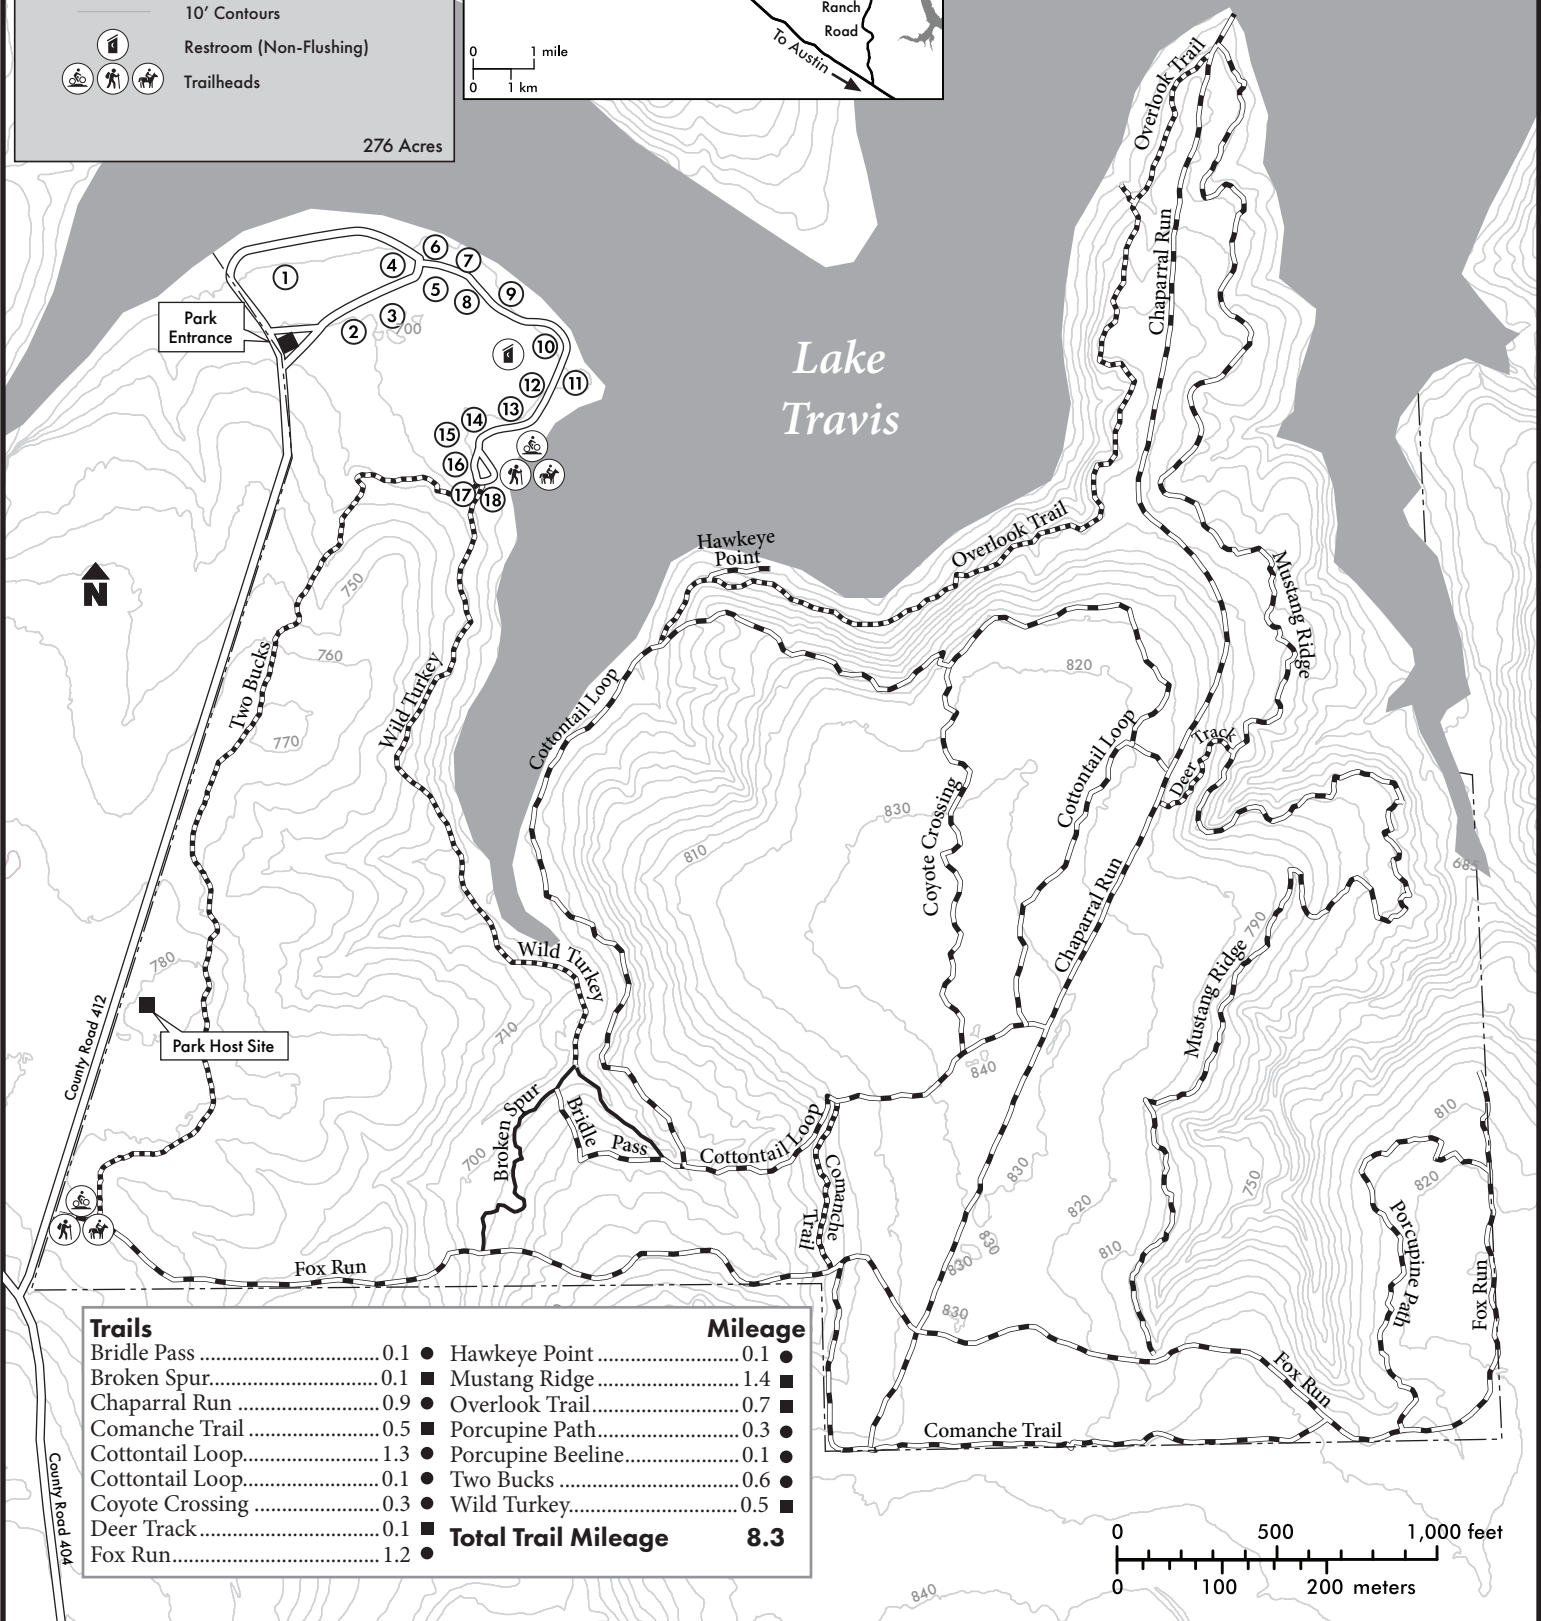 10' Contours
Restroom (Non-Flushing)
Trailheads
276 Acres
0 1 mile
0 1 km
Ranch
Road
To Austin
Overlook Trail
Chaparral Run
Lake
Travis
1
2
3
4
5
6
7
8
9
10
11
12
13
14
15
16
17
18
Park
Entrance
700
N
Hawkeye
Point
Overlook Trail
Mustang Ridge
750
760
770
780
Two Bucks
Wild Turkey
Cottontail Loop
820
Cottontail Loop
Deer Track
Coyote Crossing
830
810
685
Chaparral Run
790
Mustang Ridge
Wild Turkey
710
County Road 412
Park Host Site
840
Broken Spur
Bridle Pass
700
Cottontail Loop
Comanche
Trail
830
820
810
830
830
830
750
810
820
Porcupine Path
Fox Run
Fox Run
Fox Run
Comanche Trail
Trails Mileage
Bridle Pass ................................ 0.1 ●
Broken Spur.............................. 0.1 ■
Chaparral Run ......................... 0.9 ●
Comanche Trail ........................ 0.5 ■
Cottontail Loop......................... 1.3 ●
Cottontail Loop......................... 0.1 ●
Coyote Crossing ....................... 0.3 ●
Deer Track ................................ 0.1 ■
Fox Run..................................... 1.2 ●
Hawkeye Point ......................... 0.1 ●
Mustang Ridge .......................... 1.4 ■
Overlook Trail........................... 0.7 ■
Porcupine Path .......................... 0.3 ●
Porcupine Beeline..................... 0.1 ●
Two Bucks ................................ 0.6 ●
Wild Turkey............................... 0.5 ■
Total Trail Mileage 8.3
County Road 404
0 500 1,000 feet
0 100 200 meters
840